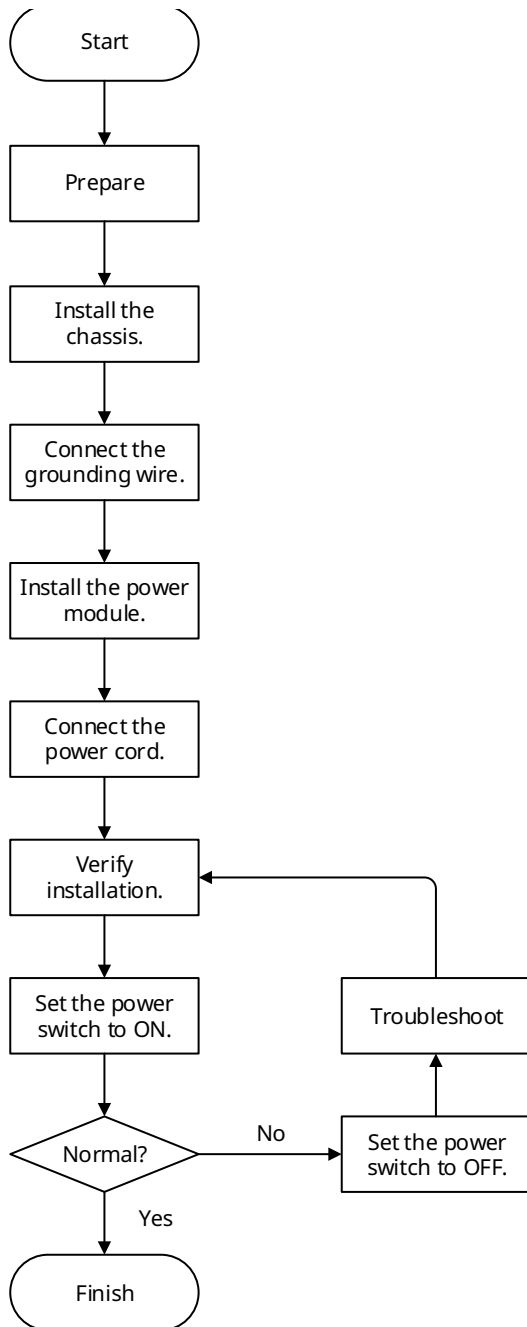 Start
Prepare
Install the
chassis.
Connect the
grounding wire.
Install the power
module.
Connect the
power cord.
Verify
installation.
Set the power
switch to ON.
Troubleshoot
Normal?
No
Set the power
switch to OFF.
Yes
Finish